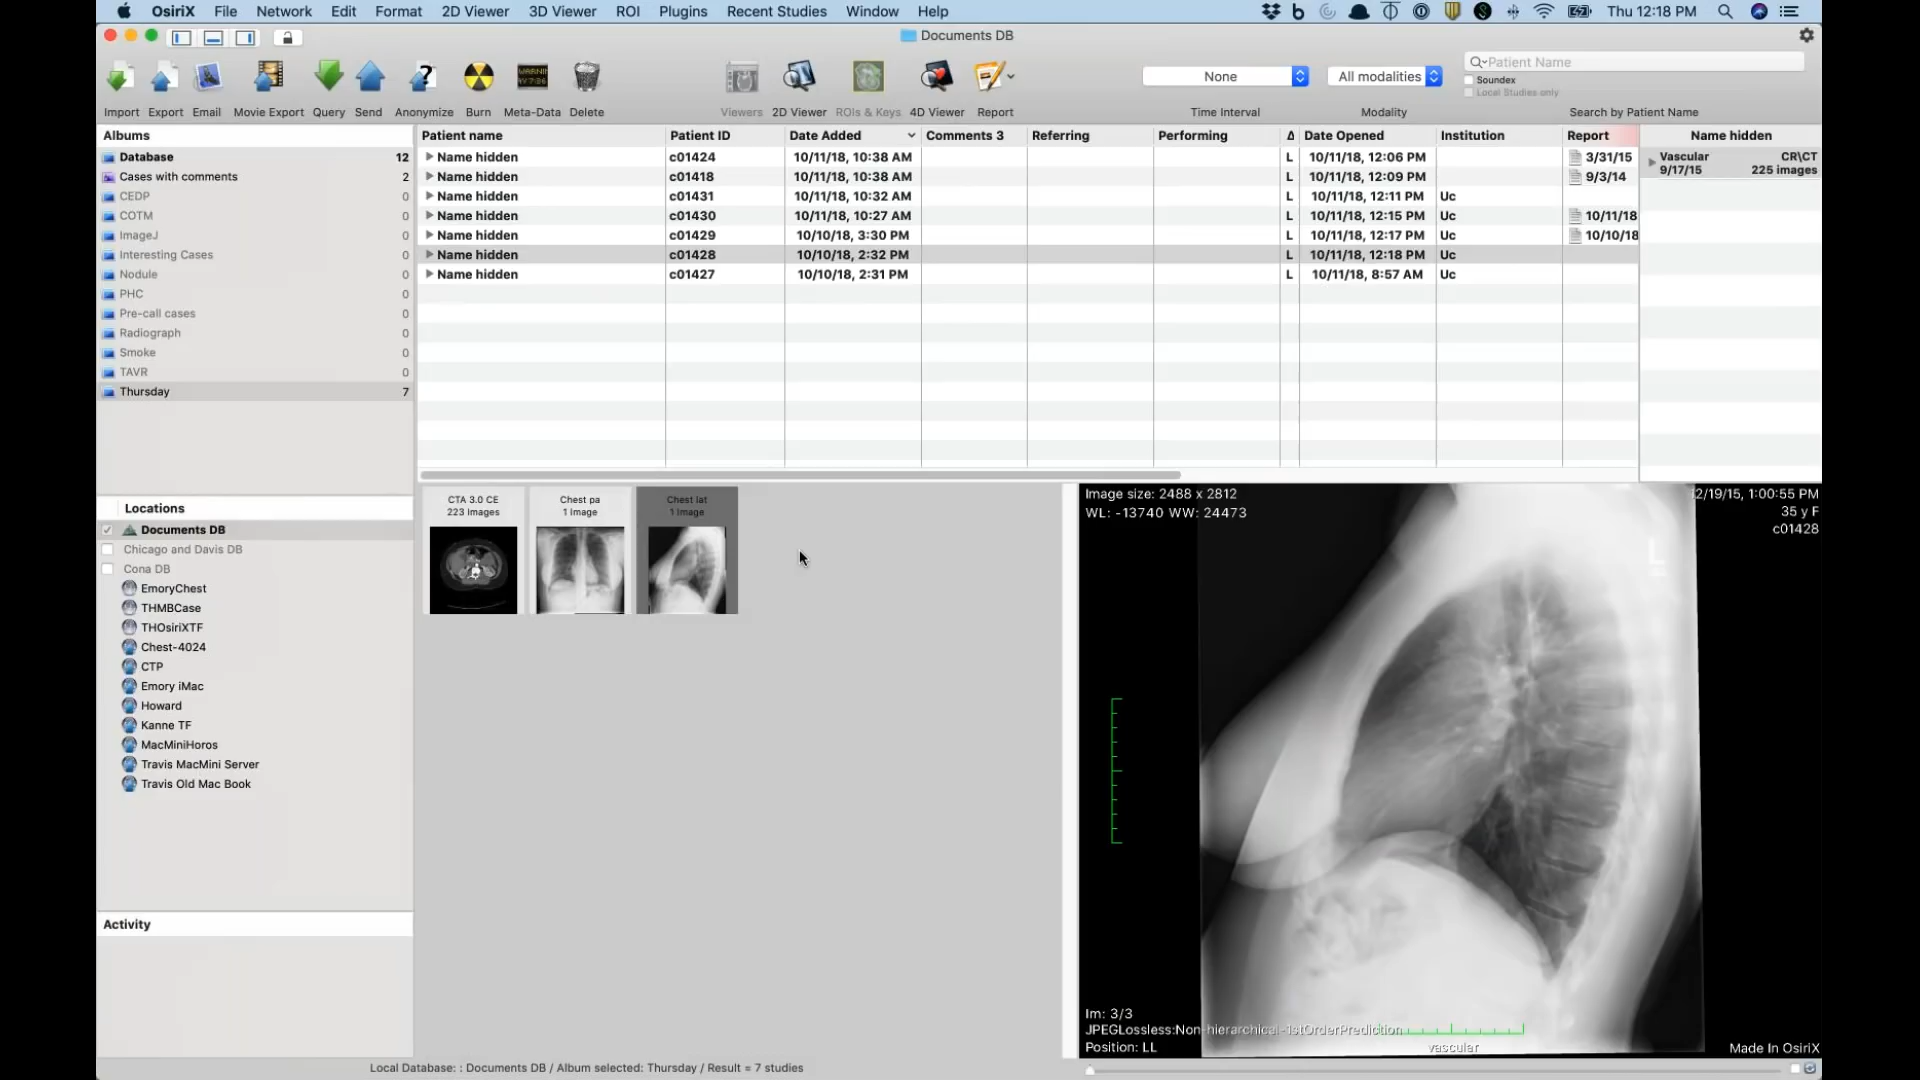 OsiriX File Network Edit Format 2D Viewer 3D Viewer ROI Plugins Recent Studies Window Help Thu 12:18 PM
Documents DB
None All modalities Patient Name
Soundex
Local Studies only
Import Export Email Movie Export Query Send Anonymize Burn Meta-Data Delete Viewers 2D Viewer ROIs & Keys 4D Viewer Report Time Interval Modality Search by Patient Name
Albums
Database 12
Cases with comments 2
CEDP 0
COTM 0
ImageJ 0
Interesting Cases 0
Nodule 0
PHC 0
Pre-call cases 0
Radiograph 0
Smoke 0
TAVR 0
Thursday 7
Patient name Patient ID Date Added Comments 3 Referring Performing Δ Date Opened Institution Report
Name hidden c01424 10/11/18, 10:38 AM L 10/11/18, 12:06 PM 3/31/15
Name hidden c01418 10/11/18, 10:38 AM L 10/11/18, 12:09 PM 9/3/14
Name hidden c01431 10/11/18, 10:32 AM L 10/11/18, 12:11 PM Uc
Name hidden c01430 10/11/18, 10:27 AM L 10/11/18, 12:15 PM Uc 10/11/18
Name hidden c01429 10/10/18, 3:30 PM L 10/11/18, 12:17 PM Uc 10/10/18
Name hidden c01428 10/10/18, 2:32 PM L 10/11/18, 12:18 PM Uc
Name hidden c01427 10/10/18, 2:31 PM L 10/11/18, 8:57 AM Uc
Name hidden
Vascular CR\CT
9/17/15 225 images
Locations
Documents DB
Chicago and Davis DB
Cona DB
EmoryChest
THMBCase
THOsiriXTF
Chest-4024
CTP
Emory iMac
Howard
Kanne TF
MacMiniHoros
Travis MacMini Server
Travis Old Mac Book
Activity
CTA 3.0 CE
223 Images
Chest pa
1 Image
Chest lat
1 Image
Image size: 2488 x 2812
WL: -13740 WW: 24473
2/19/15, 1:00:55 PM
35 y F
c01428
L
Im: 3/3
JPEGLossless:Non-hierarchical-1stOrderPrediction
Position: LL
vascular
Made In OsiriX
Local Database: : Documents DB / Album selected: Thursday / Result = 7 studies